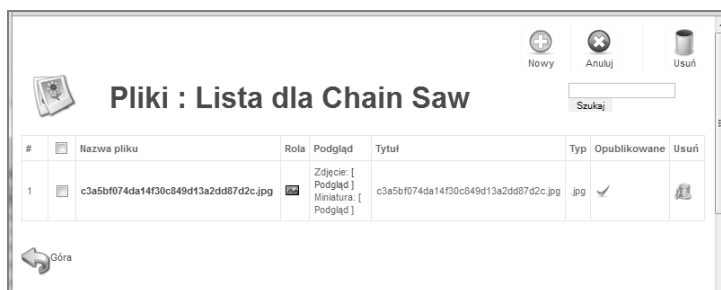 Nowy Anuluj Usuń
Pliki : Lista dla Chain Saw
Szukaj
# Nazwa pliku Rola Podgląd Tytuł Typ Opublikowane Usuń
1 c3a5bf074da14f30c849d13a2dd87d2c.jpg Zdjęcie: [ Podgląd ] Miniatura: [ Podgląd ] c3a5bf074da14f30c849d13a2dd87d2c.jpg .jpg
Góra